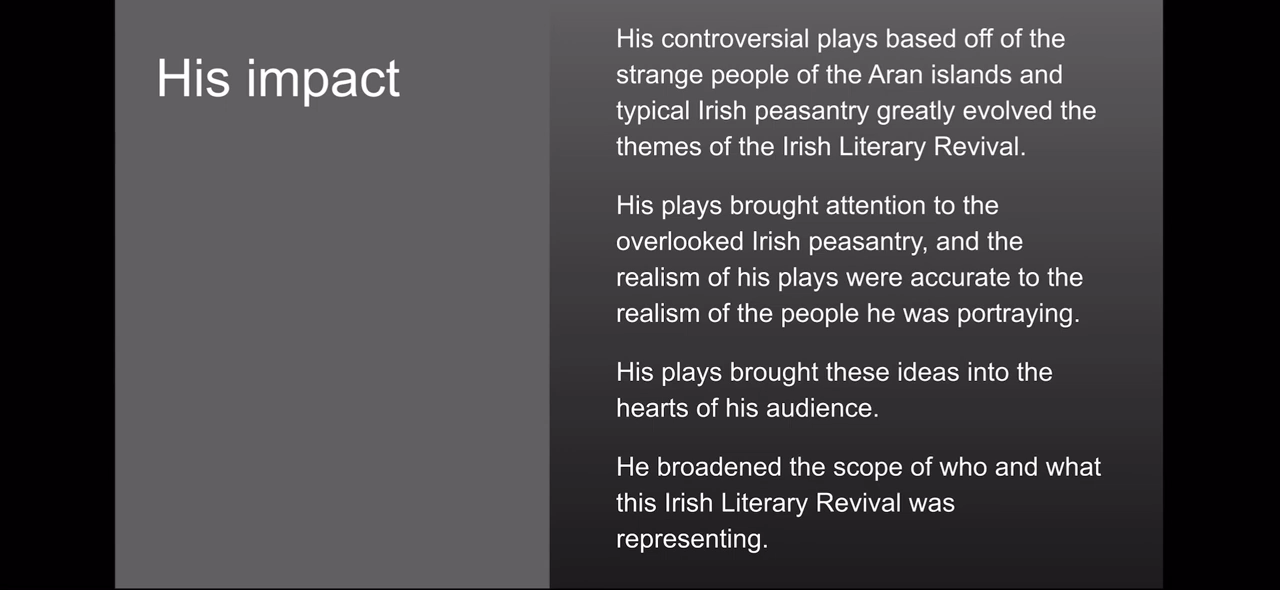 His impact
His controversial plays based off of the
strange people of the Aran islands and
typical Irish peasantry greatly evolved the
themes of the Irish Literary Revival.
His plays brought attention to the
overlooked Irish peasantry, and the
realism of his plays were accurate to the
realism of the people he was portraying.
His plays brought these ideas into the
hearts of his audience.
He broadened the scope of who and what
this Irish Literary Revival was
representing.